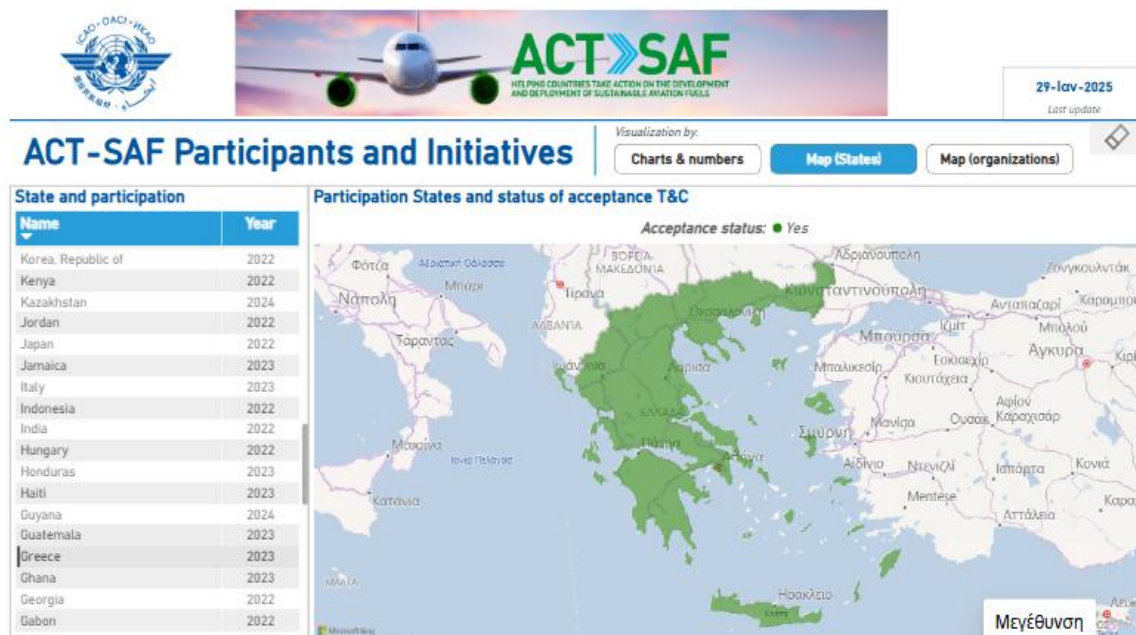 ICAO · OACI · ИКАО
ACT SAF
HELPING COUNTRIES TAKE ACTION ON THE DEVELOPMENT
AND DEPLOYMENT OF SUSTAINABLE AVIATION FUELS
29-Ιαν-2025
Last update
ACT-SAF Participants and Initiatives
Visualization by:
Charts & numbers
Map (States)
Map (organizations)
State and participation
Participation States and status of acceptance T&C
Name Year
Acceptance status: Yes
Korea, Republic of 2022
Kenya 2022
Kazakhstan 2024
Jordan 2022
Japan 2022
Jamaica 2023
Italy 2023
Indonesia 2022
India 2022
Hungary 2022
Honduras 2023
Haiti 2023
Guyana 2024
Guatemala 2023
Greece 2023
Ghana 2023
Georgia 2022
Gabon 2022
ΒΟΡΕΙΑ
ΜΑΚΕΔΟΝΙΑ
Αδριανούπολη
Φότζα
Αδριατική Θάλασσα
Ζονγκουλντάκ
Μπάρι
Τίρανα
Κωνσταντινούπολη
Νάπολη
Θεσσαλονίκη
Ανταπαζαρί
ΑΛΒΑΝΙΑ
Ιζμίτ
Μπολού
Τάραντας
Μπούρσα
Άγκυρα
Ιωάννινα
Λάρισα
Μπαλικεσίρ
Εσκισεχίρ
Κιουτάχεια
ΕΛΛΑΔΑ
Αφίον
Καραχισάρ
Μανίσα
Ουσάκ
Σμύρνη
Μεσσίνα
Πάτρα
Ιόνιο Πέλαγος
Αθήνα
Αϊδίνιο
Ντενιζλί
Ισπάρτα
Κονιά
Κατανία
Mentese
Αττάλεια
ΜΑΛΤΑ
Ηράκλειο
Κρήτη
Μεγέθυνση
Microsoft Bing